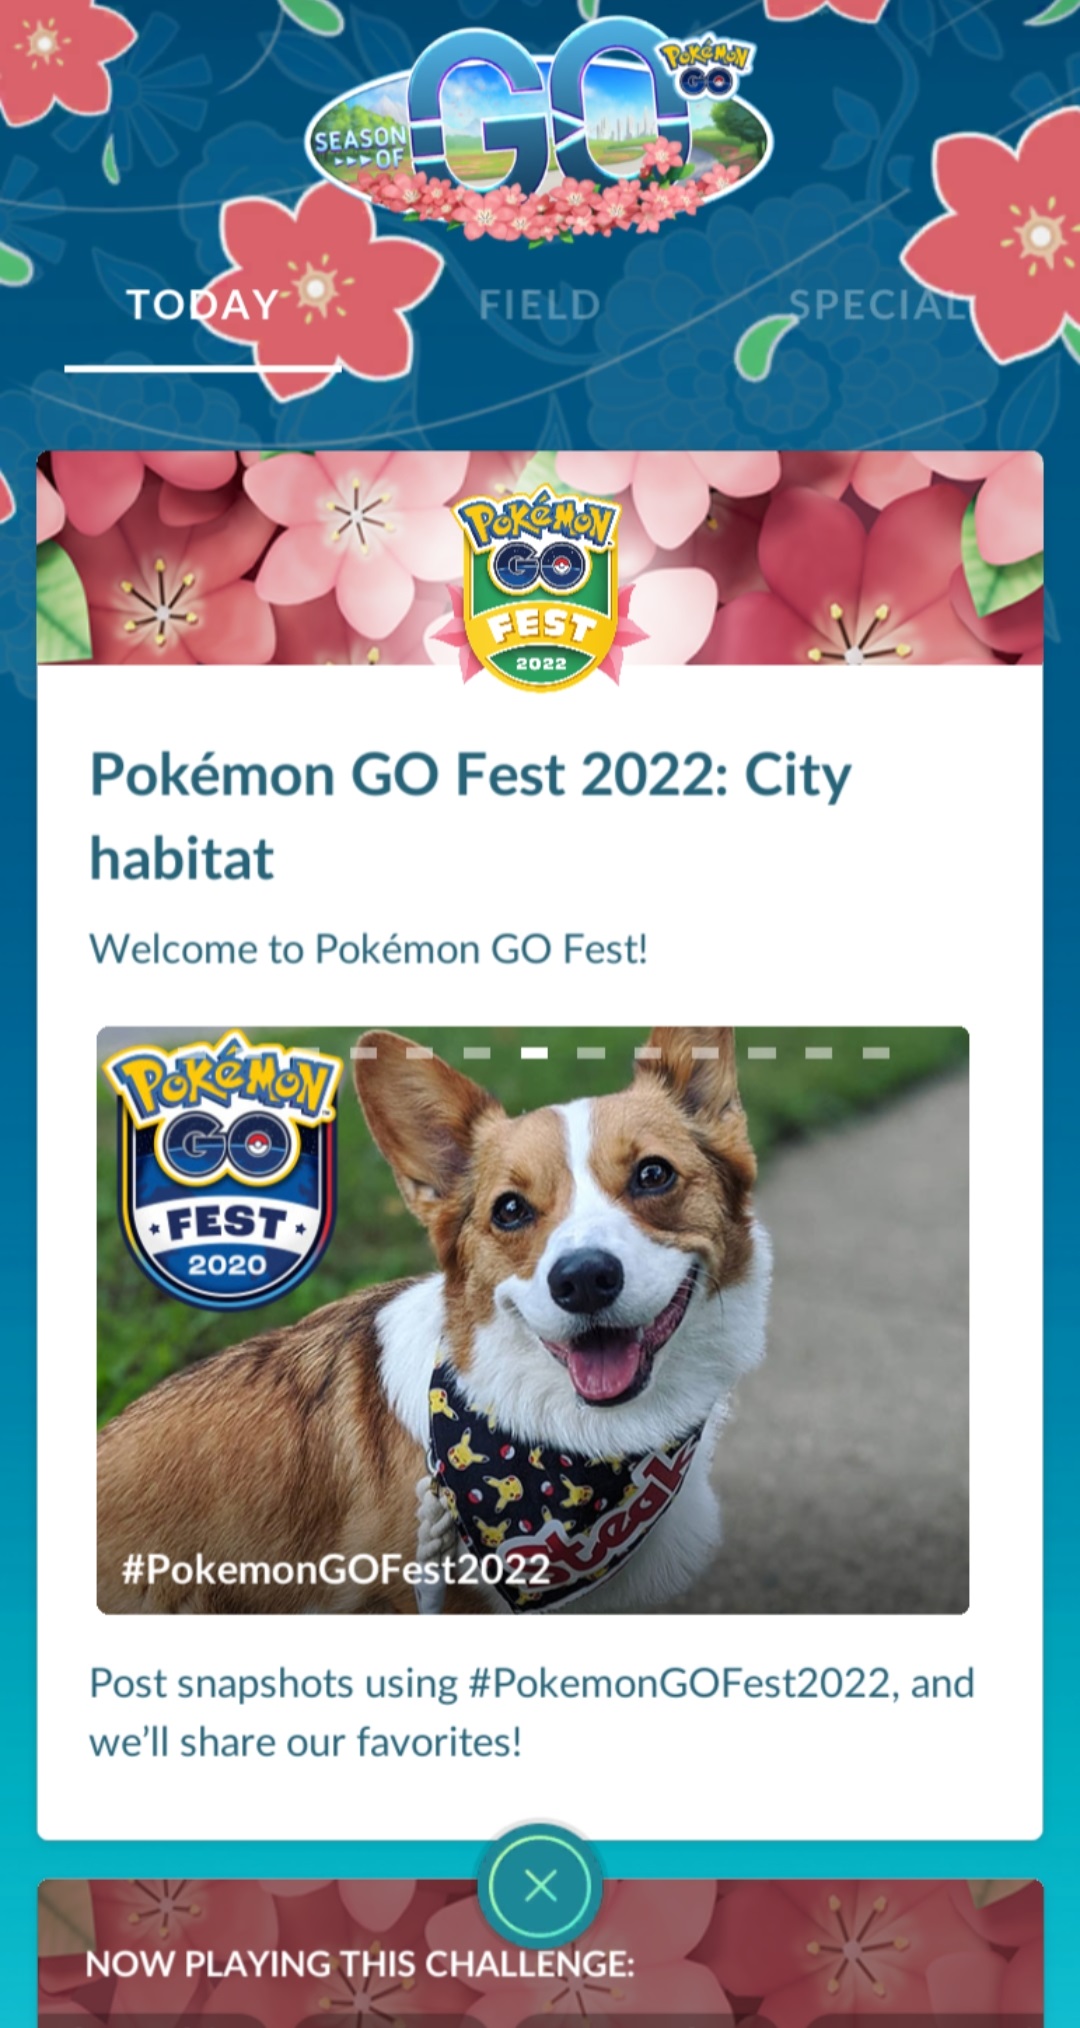 SEASON
OF
GO
POKÉMON
GO
TODAY
FIELD
SPECIAL
POKÉMON
GO
FEST
2022
Pokémon GO Fest 2022: City
habitat
Welcome to Pokémon GO Fest!
POKÉMON
GO
FEST
2020
Steak
#PokemonGOFest2022
Post snapshots using #PokemonGOFest2022, and
we’ll share our favorites!
NOW PLAYING THIS CHALLENGE: